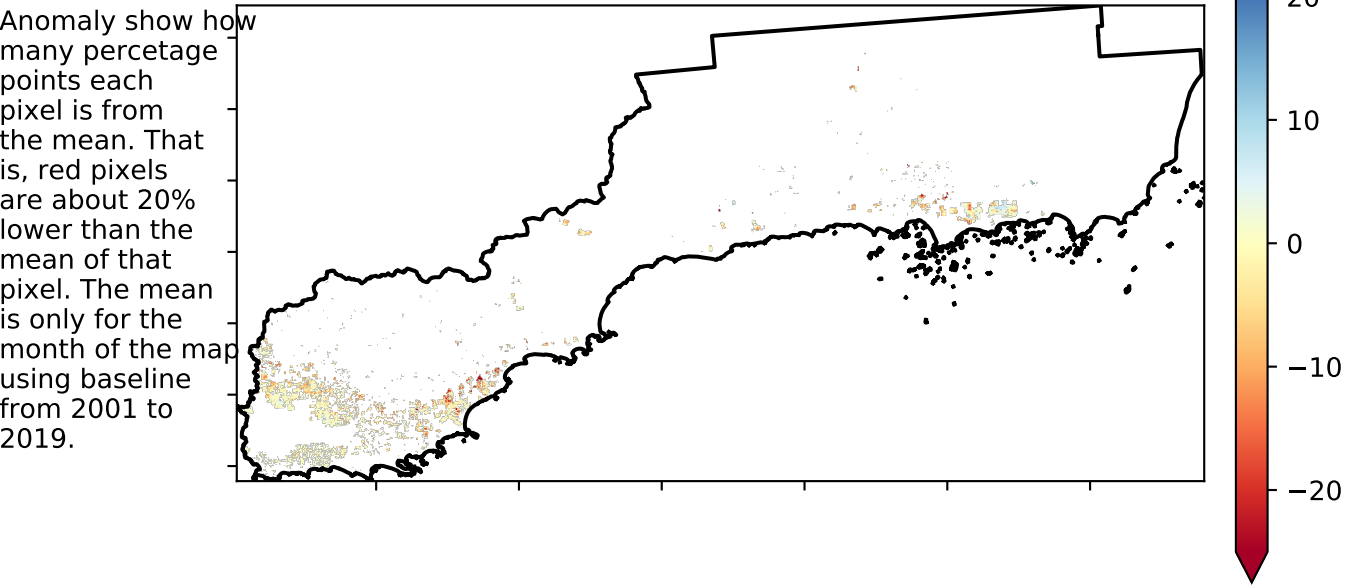 Anomaly show how
many percetage
points each
pixel is from
the mean. That
is, red pixels
are about 20%
lower than the
mean of that
pixel. The mean
is only for the
month of the map
using baseline
from 2001 to
2019.
20
10
0
−10
−20